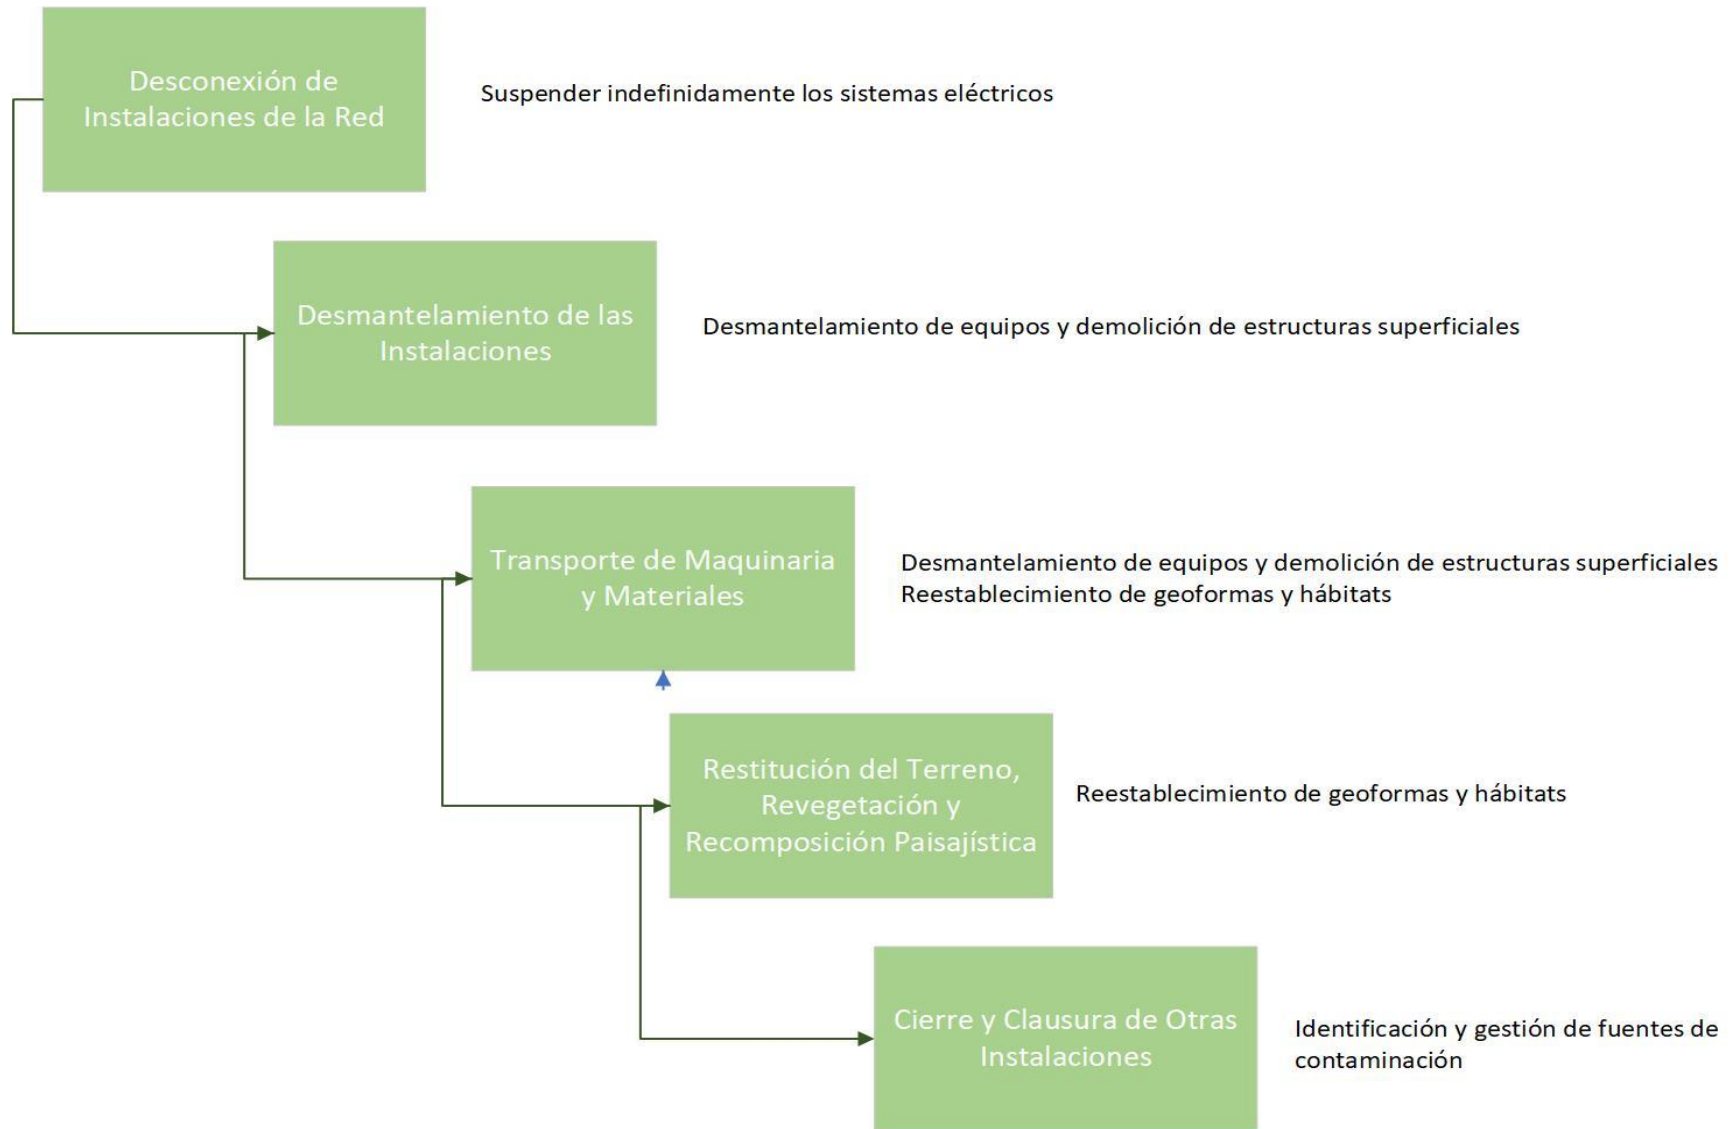 Desconexión de
Instalaciones de la Red
Suspender indefinidamente los sistemas eléctricos
Desmantelamiento de las
Instalaciones
Desmantelamiento de equipos y demolición de estructuras superficiales
Transporte de Maquinaria
y Materiales
Desmantelamiento de equipos y demolición de estructuras superficiales
Reestablecimiento de geoformas y hábitats
Restitución del Terreno,
Revegetación y
Recomposición Paisajística
Reestablecimiento de geoformas y hábitats
Cierre y Clausura de Otras
Instalaciones
Identificación y gestión de fuentes de
contaminación